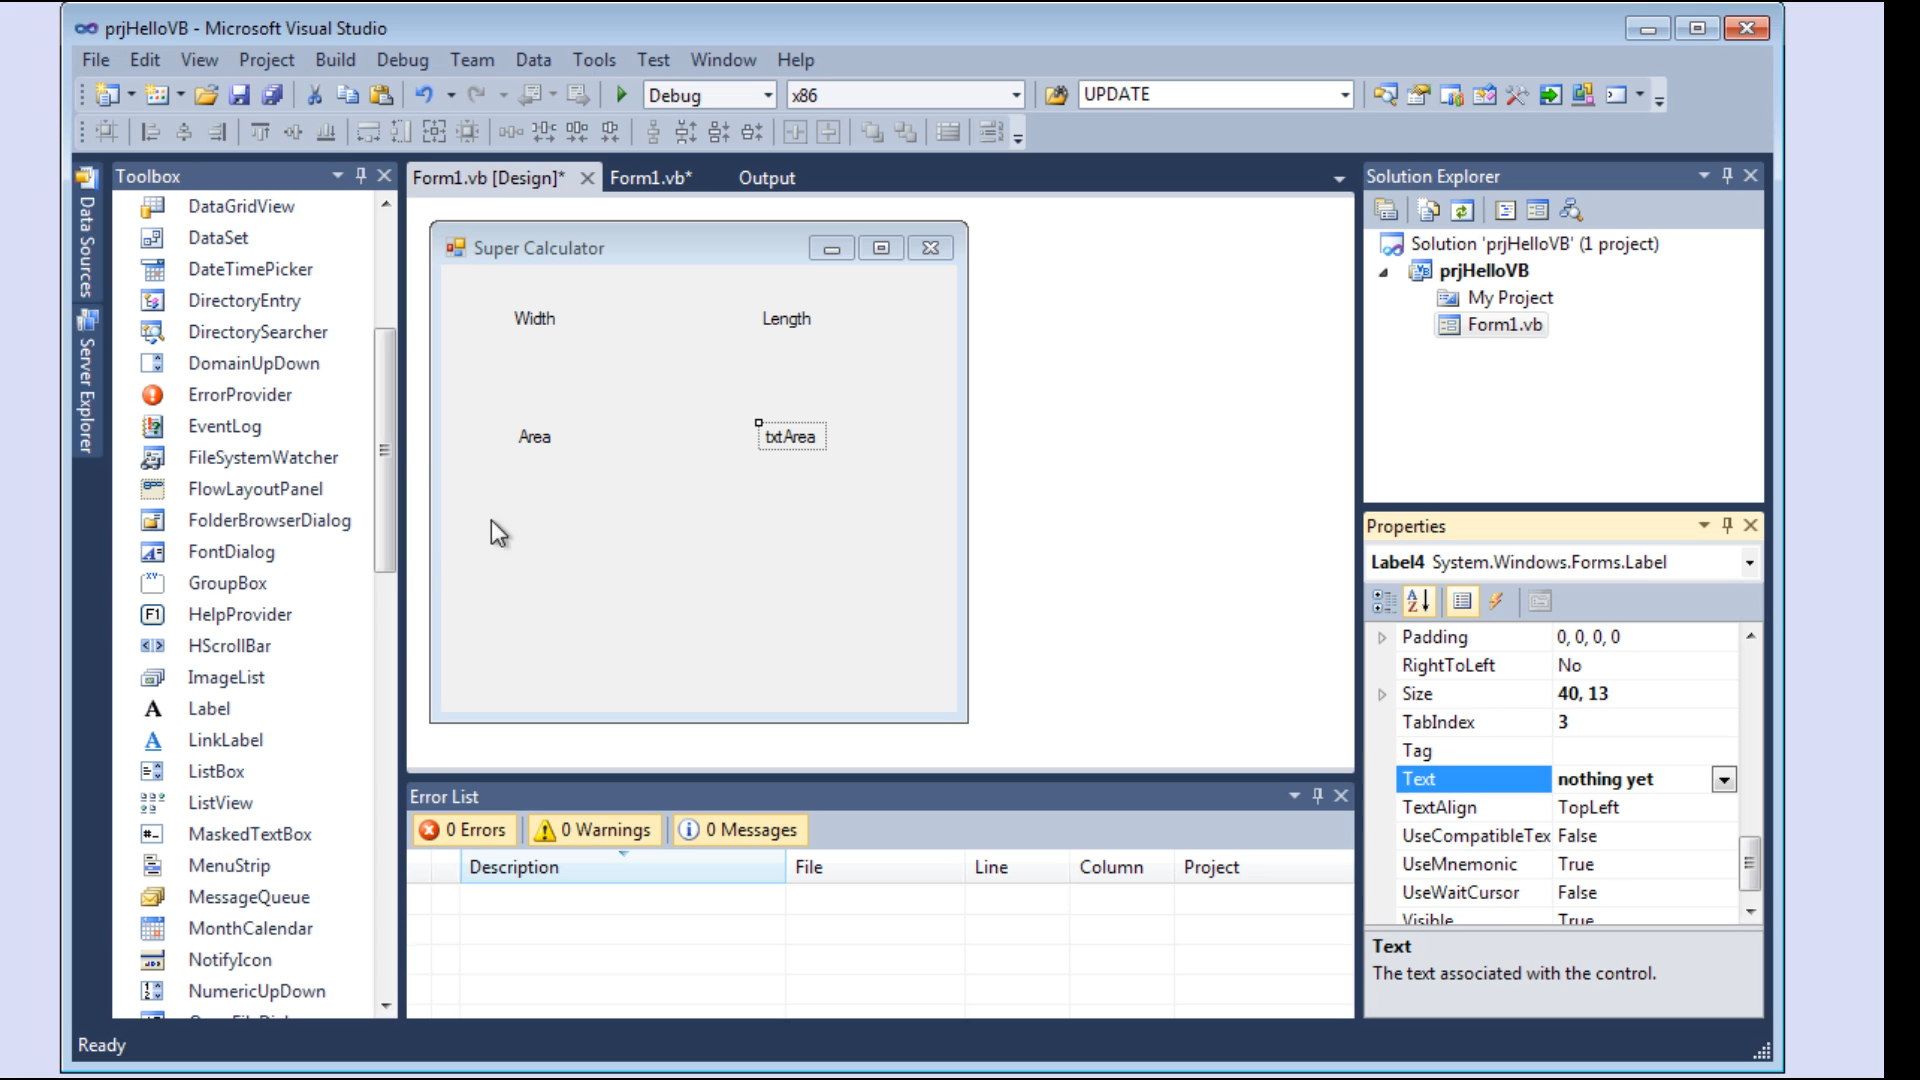 prjHelloVB - Microsoft Visual Studio
File Edit View Project Build Debug Team Data Tools Test Window Help
Debug x86 UPDATE
Data Sources
Server Explorer
Toolbox
DataGridView
DataSet
DateTimePicker
DirectoryEntry
DirectorySearcher
DomainUpDown
ErrorProvider
EventLog
FileSystemWatcher
FlowLayoutPanel
FolderBrowserDialog
FontDialog
GroupBox
HelpProvider
HScrollBar
ImageList
Label
LinkLabel
ListBox
ListView
MaskedTextBox
MenuStrip
MessageQueue
MonthCalendar
NotifyIcon
NumericUpDown
Form1.vb [Design]* Form1.vb* Output
Super Calculator
Width Length
Area txtArea
Error List
0 Errors 0 Warnings 0 Messages
Description File Line Column Project
Solution Explorer
Solution 'prjHelloVB' (1 project)
prjHelloVB
My Project
Form1.vb
Properties
Label4 System.Windows.Forms.Label
Padding 0, 0, 0, 0
RightToLeft No
Size 40, 13
TabIndex 3
Tag
Text nothing yet
TextAlign TopLeft
UseCompatibleTex False
UseMnemonic True
UseWaitCursor False
Visible True
Text
The text associated with the control.
Ready